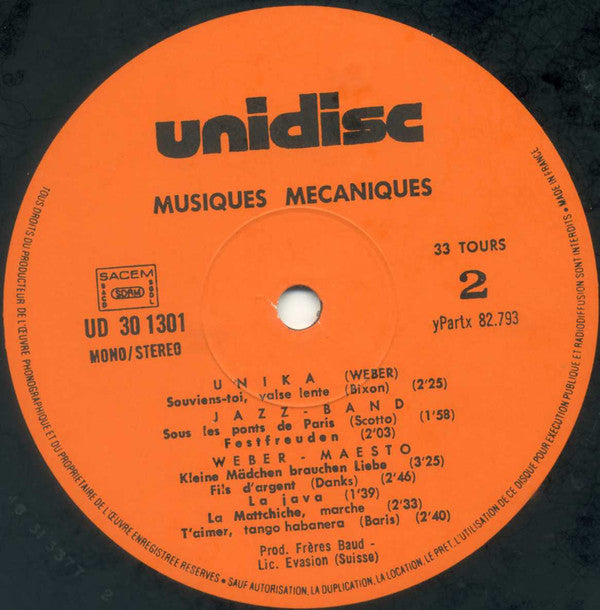 unidisc
MUSIQUES MECANIQUES
33 TOURS
2
yPartx 82.793
SACEM
SACD
SDRM
SGDL
UD 30 1301
MONO/STEREO
UNIKA (WEBER)
Souviens-toi, valse lente (Bixon) (2'25)
JAZZ-BAND
Sous les ponts de Paris (Scotto) (1'58)
Festfreuden (2'03)
WEBER - MAESTO
Kleine Mädchen brauchen Liebe (3'25)
Fils d'argent (Danks) (2'46)
La java (1'39)
La Mattchiche, marche (2'33)
T'aimer, tango habanera (Baris) (2'40)
Prod. Frères Baud -
Lic. Evasion (Suisse)
TOUS DROITS DU PRODUCTEUR DE L'ŒUVRE PHONOGRAPHIQUE ET DU PROPRIETAIRE DE L'ŒUVRE ENREGISTREE RESERVES • SAUF AUTORISATION, LA DUPLICATION, LA LOCATION, LE PRET, L'UTILISATION DE CE DISQUE POUR EXECUTION PUBLIQUE ET RADIODIFFUSION SONT INTERDITS • MADE IN FRANCE